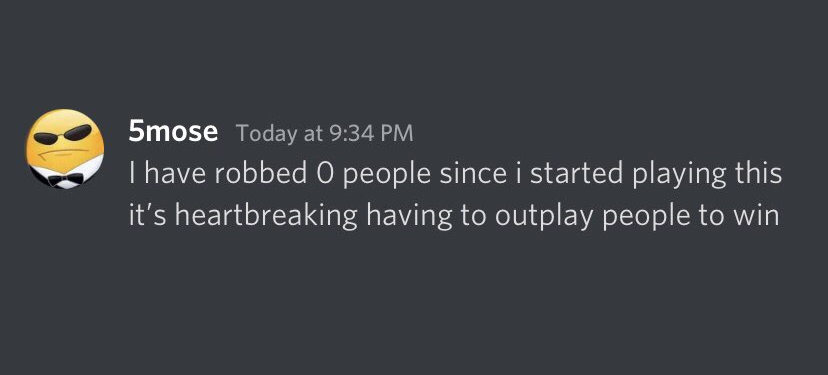 5mose Today at 9:34 PM
I have robbed 0 people since i started playing this
it's heartbreaking having to outplay people to win